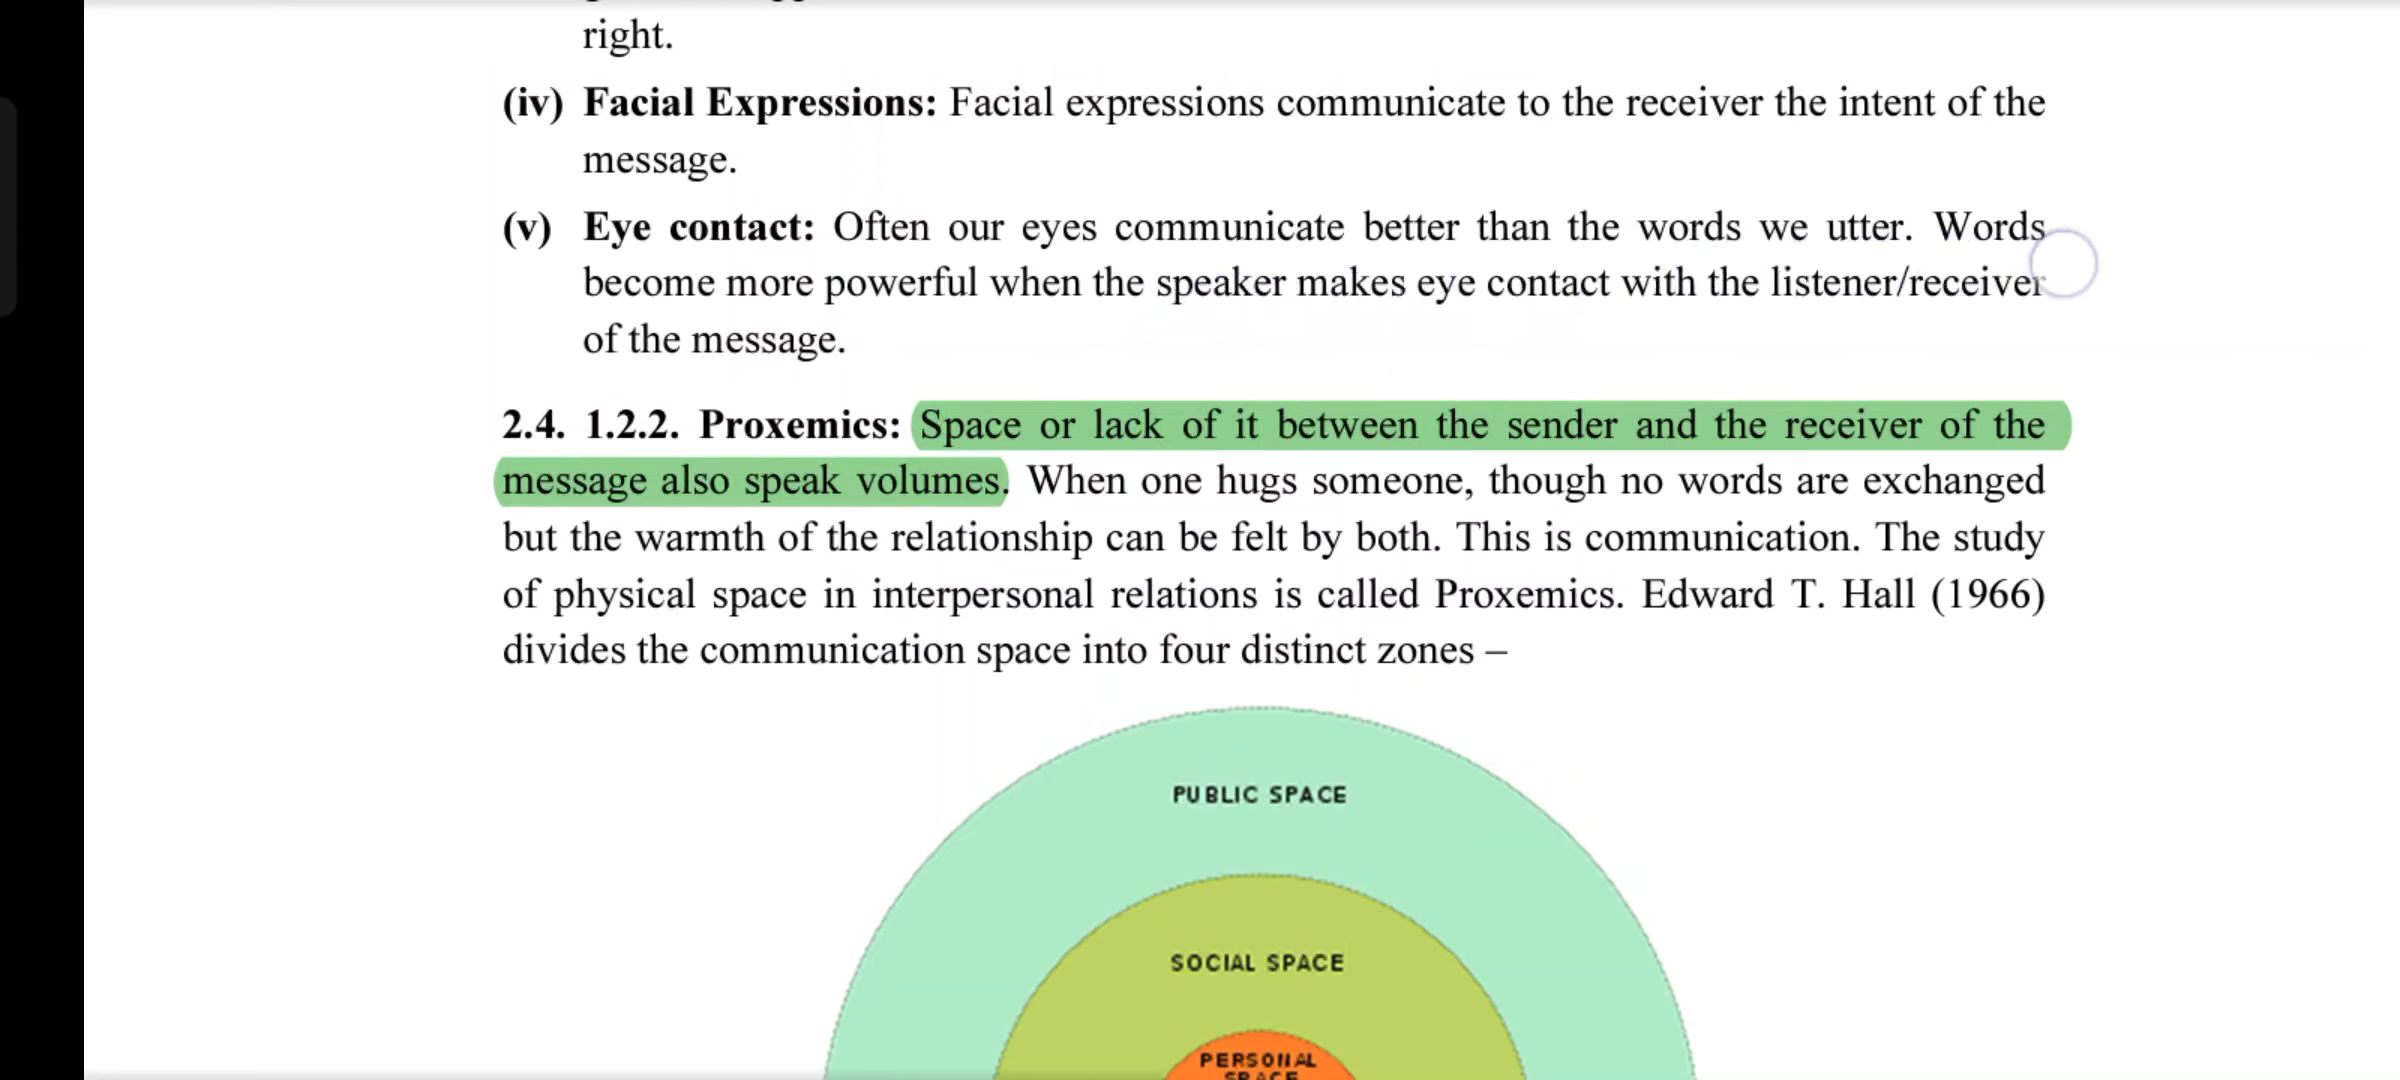 right.
(iv) Facial Expressions: Facial expressions communicate to the receiver the intent of the
message.
(v) Eye contact: Often our eyes communicate better than the words we utter. Words
become more powerful when the speaker makes eye contact with the listener/receiver
of the message.
2.4. 1.2.2. Proxemics: Space or lack of it between the sender and the receiver of the
message also speak volumes. When one hugs someone, though no words are exchanged
but the warmth of the relationship can be felt by both. This is communication. The study
of physical space in interpersonal relations is called Proxemics. Edward T. Hall (1966)
divides the communication space into four distinct zones –
PUBLIC SPACE
SOCIAL SPACE
PERSONAL
SPACE